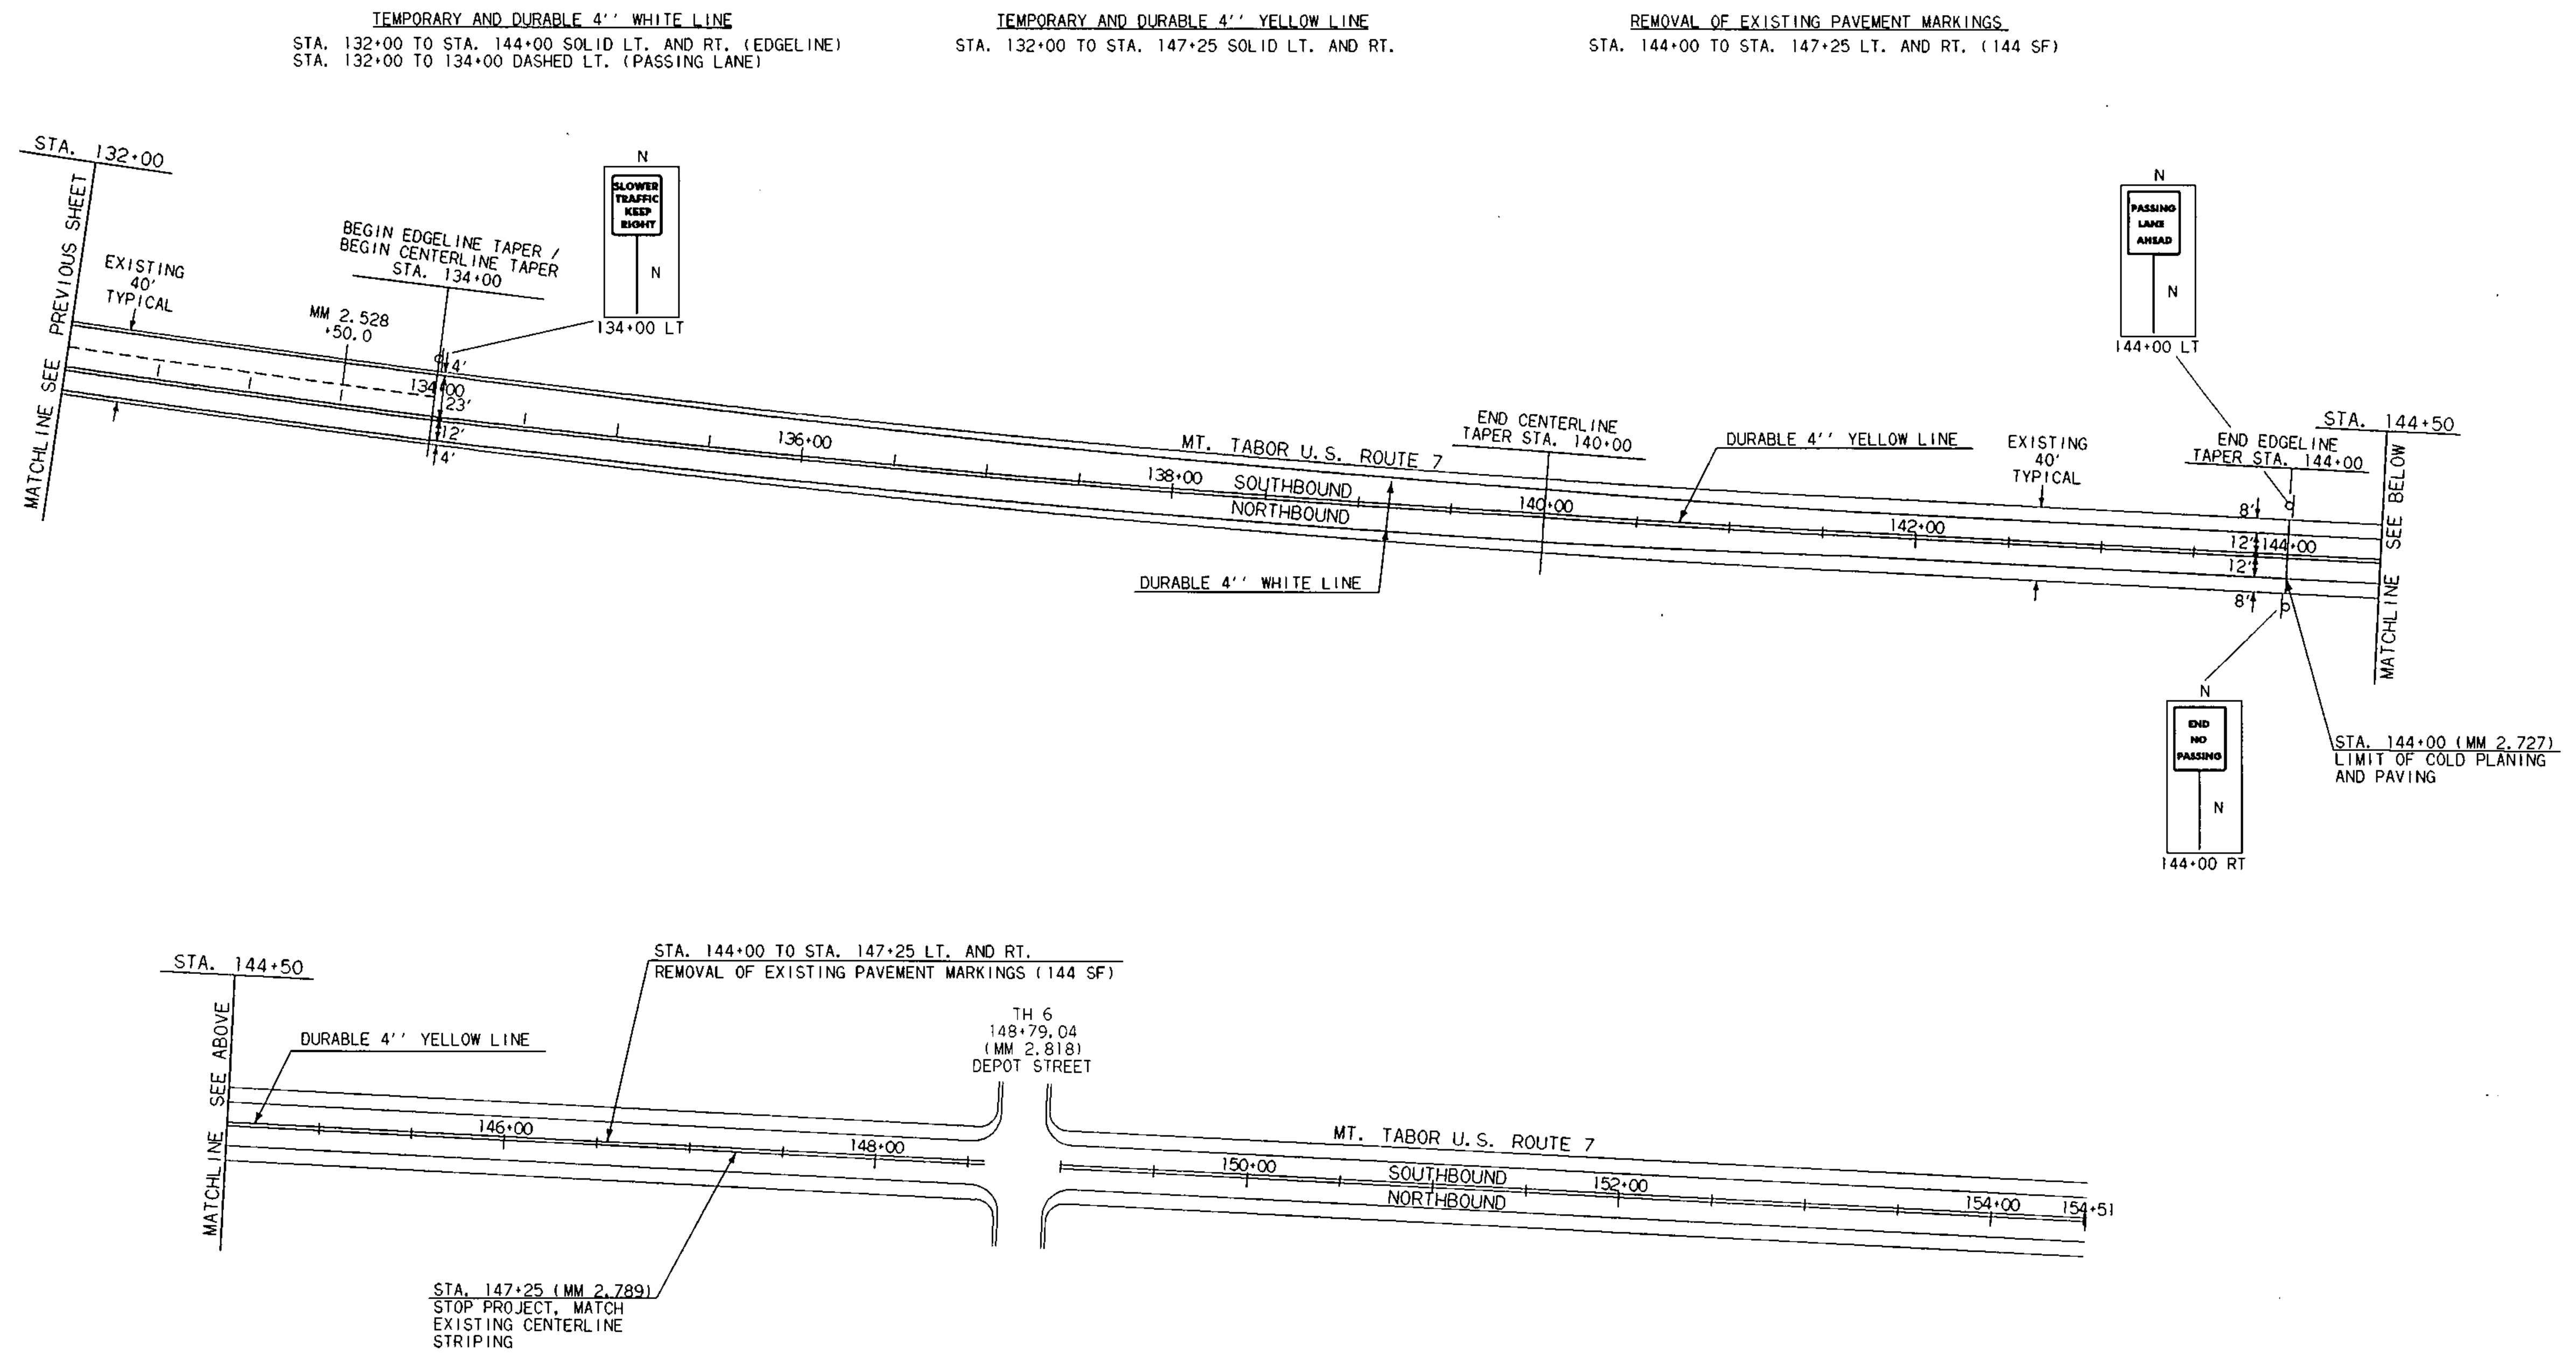 TEMPORARY AND DURABLE 4'' WHITE LINE
STA. 132+00 TO STA. 144+00 SOLID LT. AND RT. (EDGELINE)
STA. 132+00 TO 134+00 DASHED LT. (PASSING LANE)
TEMPORARY AND DURABLE 4'' YELLOW LINE
STA. 132+00 TO STA. 147+25 SOLID LT. AND RT.
REMOVAL OF EXISTING PAVEMENT MARKINGS
STA. 144+00 TO STA. 147+25 LT. AND RT. (144 SF)
STA. 132+00
MATCHLINE SEE PREVIOUS SHEET
EXISTING
40'
TYPICAL
MM 2.528
+50.0
BEGIN EDGELINE TAPER /
BEGIN CENTERLINE TAPER
STA. 134+00
N
SLOWER
TRAFFIC
KEEP
RIGHT
N
134+00 LT
4'
134+00
23'
12'
4'
136+00
138+00
MT. TABOR U.S. ROUTE 7
SOUTHBOUND
NORTHBOUND
DURABLE 4'' WHITE LINE
END CENTERLINE
TAPER STA. 140+00
140+00
DURABLE 4'' YELLOW LINE
142+00
EXISTING
40'
TYPICAL
N
PASSING
LANE
AHEAD
N
144+00 LT
END EDGELINE
TAPER STA. 144+00
STA. 144+50
8'
12'
144+00
12'
8'
MATCHLINE SEE BELOW
N
END
NO
PASSING
N
144+00 RT
STA. 144+00 (MM 2.727)
LIMIT OF COLD PLANING
AND PAVING
STA. 144+50
MATCHLINE SEE ABOVE
DURABLE 4'' YELLOW LINE
STA. 144+00 TO STA. 147+25 LT. AND RT.
REMOVAL OF EXISTING PAVEMENT MARKINGS (144 SF)
TH 6
148+79.04
(MM 2.818)
DEPOT STREET
146+00
148+00
MT. TABOR U.S. ROUTE 7
150+00
SOUTHBOUND
NORTHBOUND
152+00
154+00
154+51
STA. 147+25 (MM 2.789)
STOP PROJECT, MATCH
EXISTING CENTERLINE
STRIPING